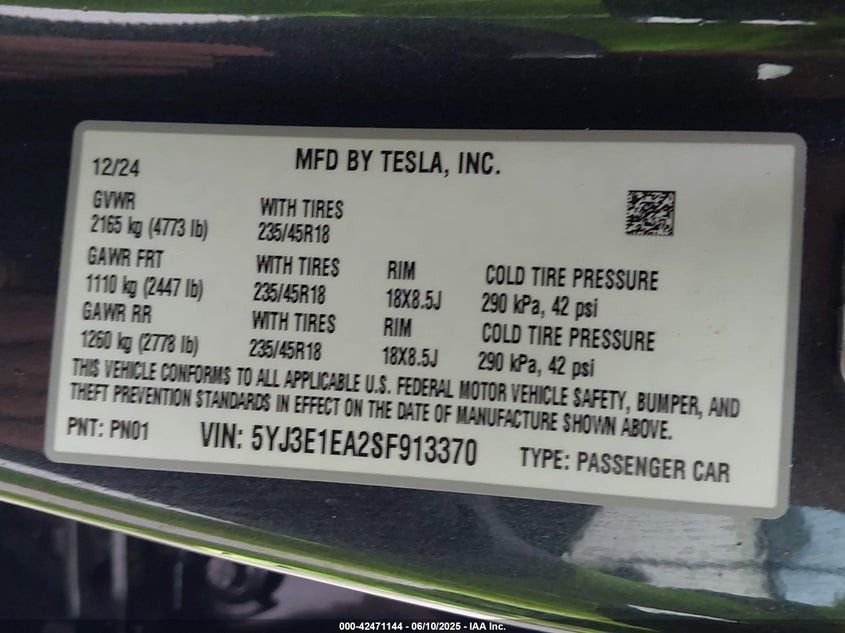 12/24 MFD BY TESLA, INC.
GVWR WITH TIRES
2165 kg (4773 lb) 235/45R18
GAWR FRT WITH TIRES RIM COLD TIRE PRESSURE
1110 kg (2447 lb) 235/45R18 18X8.5J 290 kPa, 42 psi
GAWR RR WITH TIRES RIM COLD TIRE PRESSURE
1260 kg (2778 lb) 235/45R18 18X8.5J 290 kPa, 42 psi
THIS VEHICLE CONFORMS TO ALL APPLICABLE U.S. FEDERAL MOTOR VEHICLE SAFETY, BUMPER, AND
THEFT PREVENTION STANDARDS IN EFFECT ON THE DATE OF MANUFACTURE SHOWN ABOVE.
PNT: PN01 VIN: 5YJ3E1EA2SF913370 TYPE: PASSENGER CAR
000-42471144 - 06/10/2025 - IAA Inc.